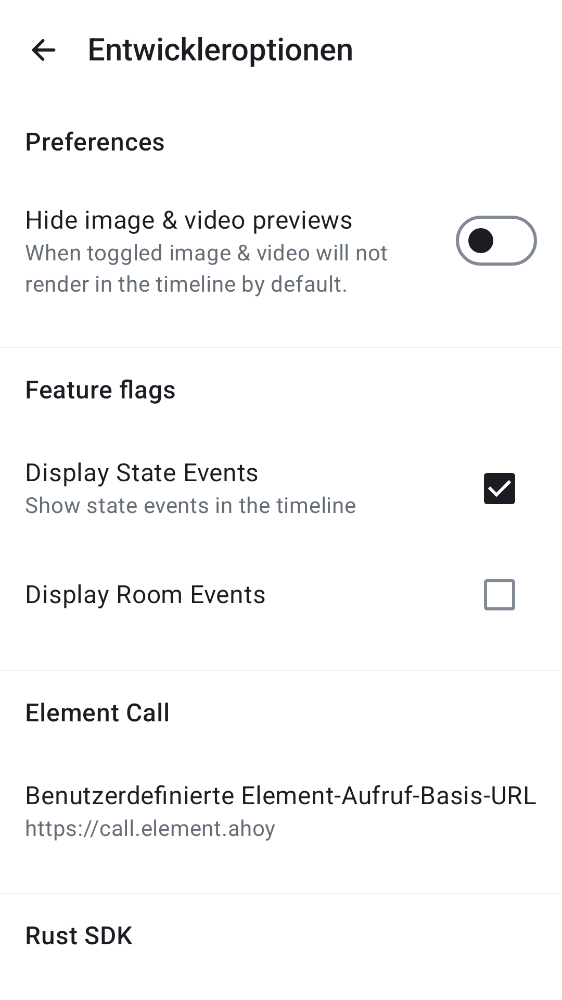 Entwickleroptionen
Preferences
Hide image & video previews
When toggled image & video will not
render in the timeline by default.
Feature flags
Display State Events
Show state events in the timeline
Display Room Events
Element Call
Benutzerdefinierte Element-Aufruf-Basis-URL
https://call.element.ahoy
Rust SDK